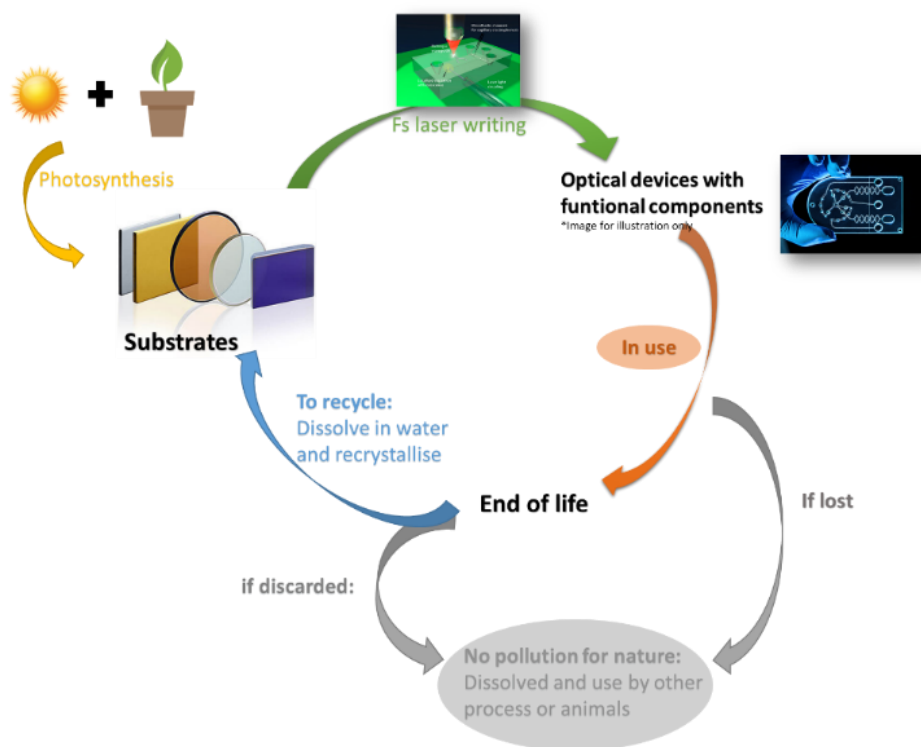 Fs laser writing
Photosynthesis
Optical devices with
funtional components
*Image for illustration only
Substrates
In use
To recycle:
Dissolve in water
and recrystallise
End of life
If lost
if discarded:
No pollution for nature:
Dissolved and use by other
process or animals